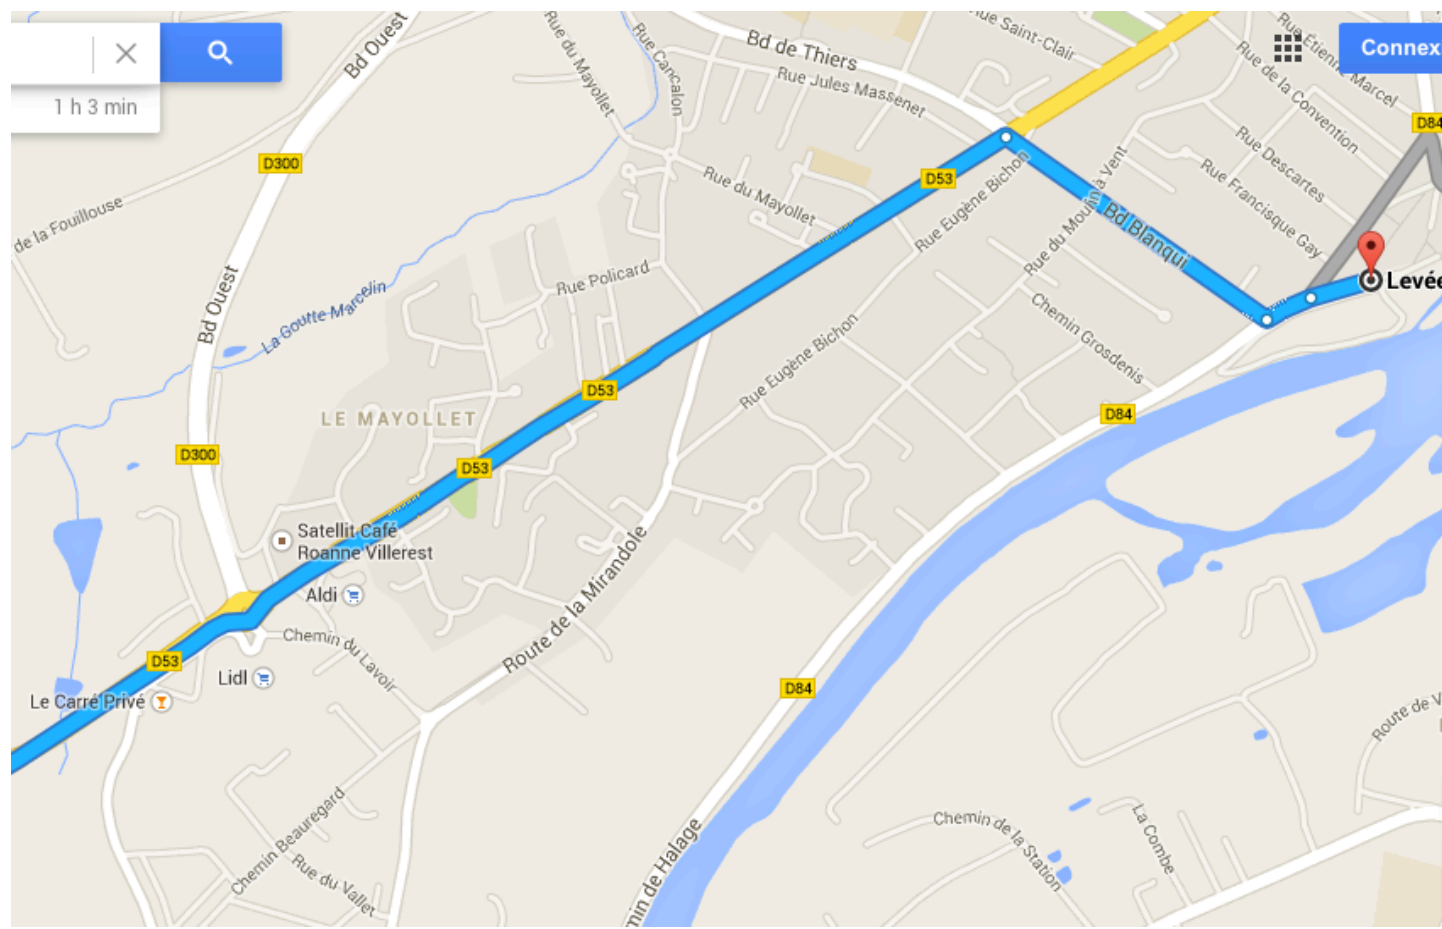 1 h 3 min
Connex
Bd Ouest
Rue du Mayollet
Rue Cancalon
Bd de Thiers
Rue Jules Massenet
Rue Saint-Clair
Rue Étienne Marcel
Rue de la Convention
D84
Rue Descartes
Rue Francisque Gay
D300
D53
Rue du Mayollet
Rue Eugène Bichon
Rue du Moulin à Vent
Bd Blanqui
de la Fouillouse
Levée
Rue Policard
La Goutte Marcelin
Bd Ouest
Chemin Grosdenis
Rue Eugène Bichon
D53
LE MAYOLLET
D84
D300
D53
Satellit Café
Roanne Villerest
Aldi
Route de la Mirandole
Chemin du Lavoir
D53
Lidl
Le Carré Privé
D84
Route de V
Chemin Beauregard
Rue du Vallet
min de Halage
Chemin de la Station
La Combe